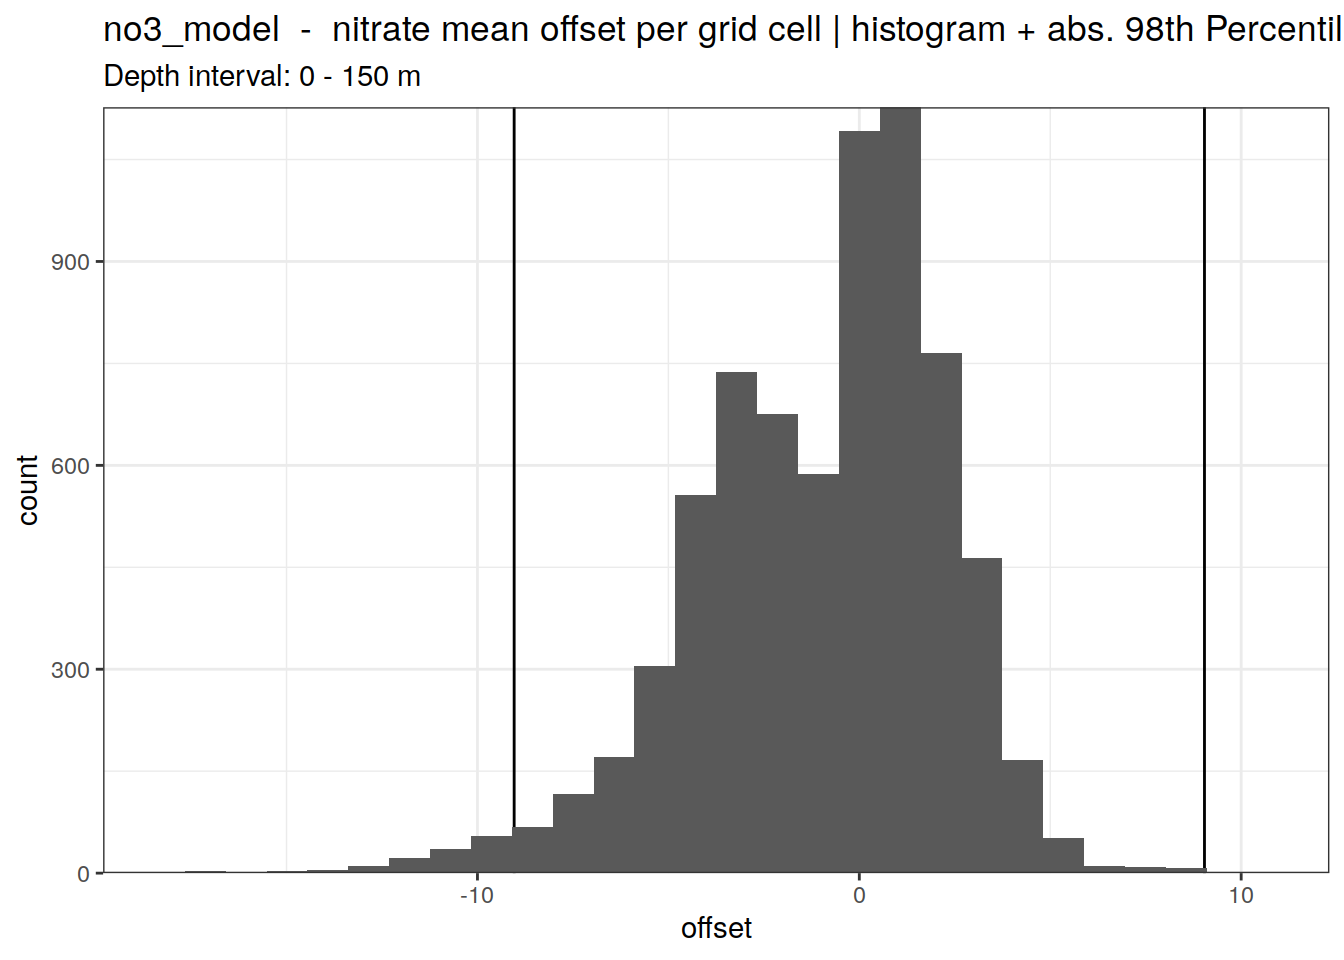 no3_model - nitrate mean offset per grid cell | histogram + abs. 98th Percentil
Depth interval: 0 - 150 m
900
600
300
0
count
-10
0
10
offset